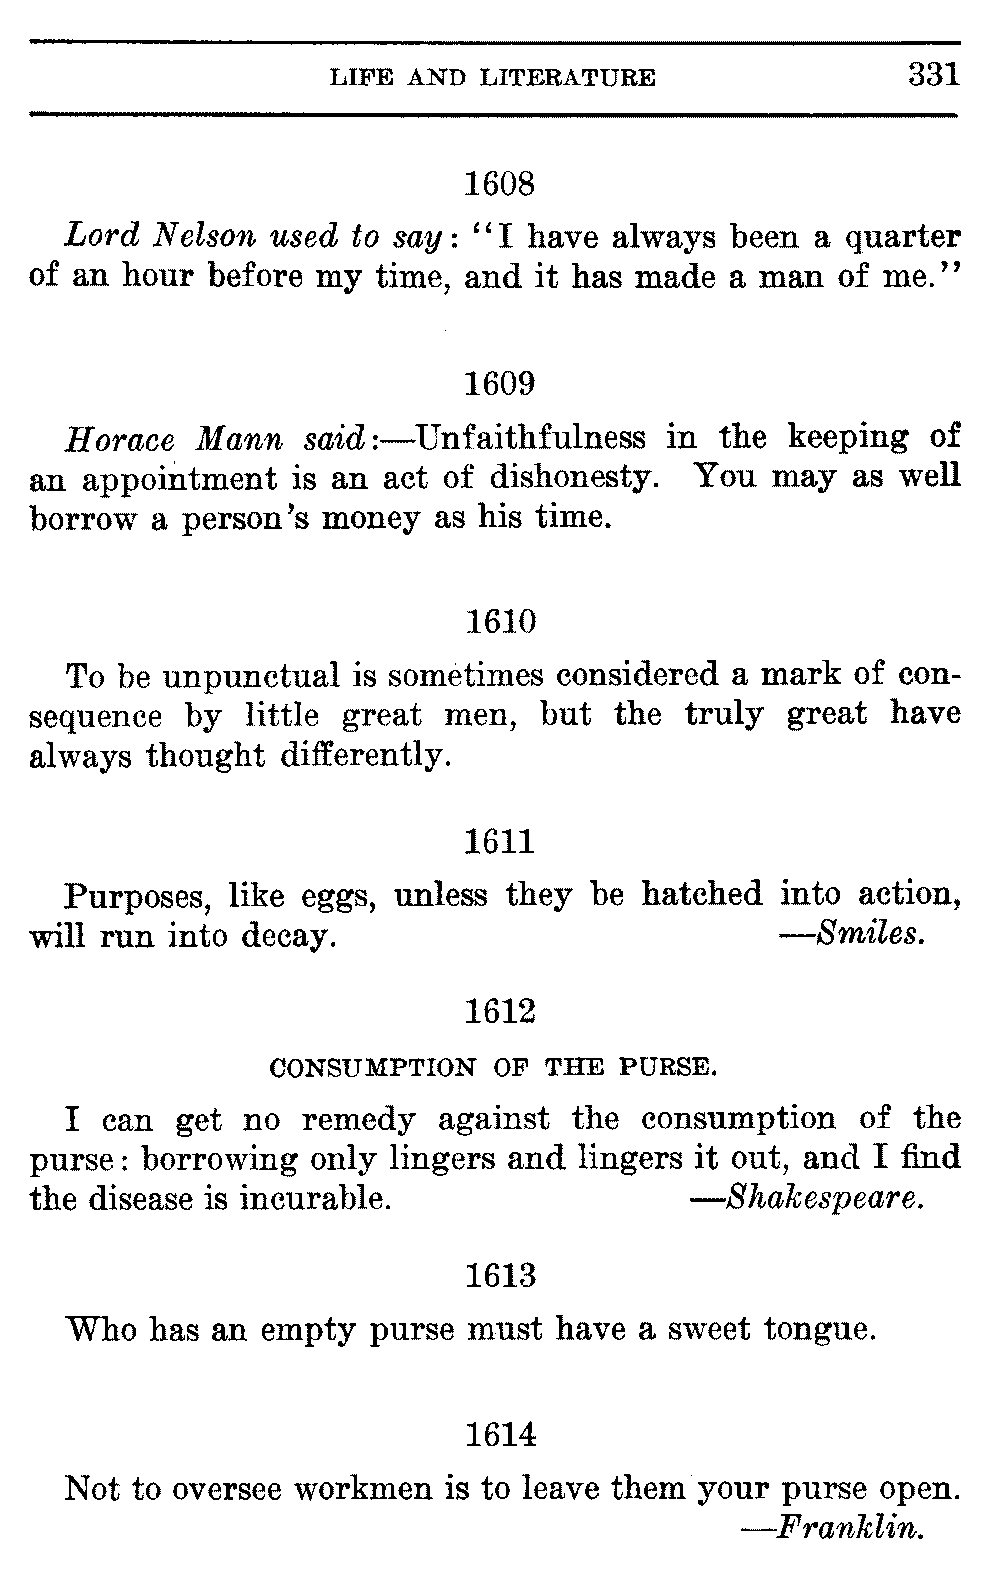 LIFE AND LITERATURE 331
1608
Lord Nelson used to say: "I have always been a quarter
of an hour before my time, and it has made a man of me."
1609
Horace Mann said:—Unfaithfulness in the keeping of
an appointment is an act of dishonesty. You may as well
borrow a person's money as his time.
1610
To be unpunctual is sometimes considered a mark of con-
sequence by little great men, but the truly great have
always thought differently.
1611
Purposes, like eggs, unless they be hatched into action,
will run into decay. —Smiles.
1612
CONSUMPTION OF THE PURSE.
I can get no remedy against the consumption of the
purse: borrowing only lingers and lingers it out, and I find
the disease is incurable. —Shakespeare.
1613
Who has an empty purse must have a sweet tongue.
1614
Not to oversee workmen is to leave them your purse open.
—Franklin.